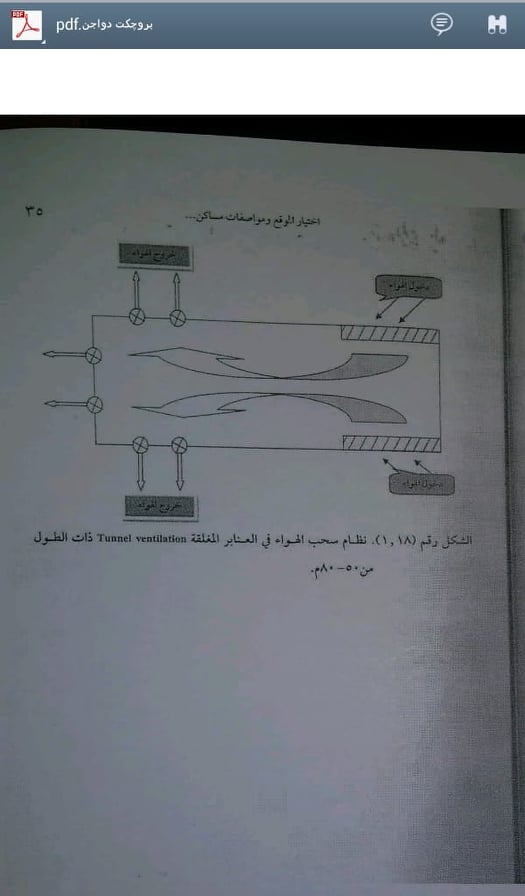 بروجكت دواجن.pdf
٣٥
اختيار الموقع ومواصفات مساكن...
خروج الهواء
دخول الهواء
دخول الهواء
خروج الهواء
الشكل رقم (١,١٨). نظام سحب الهواء في العنابر المغلقة Tunnel ventilation ذات الطول
من ٥٠-٨٠م.